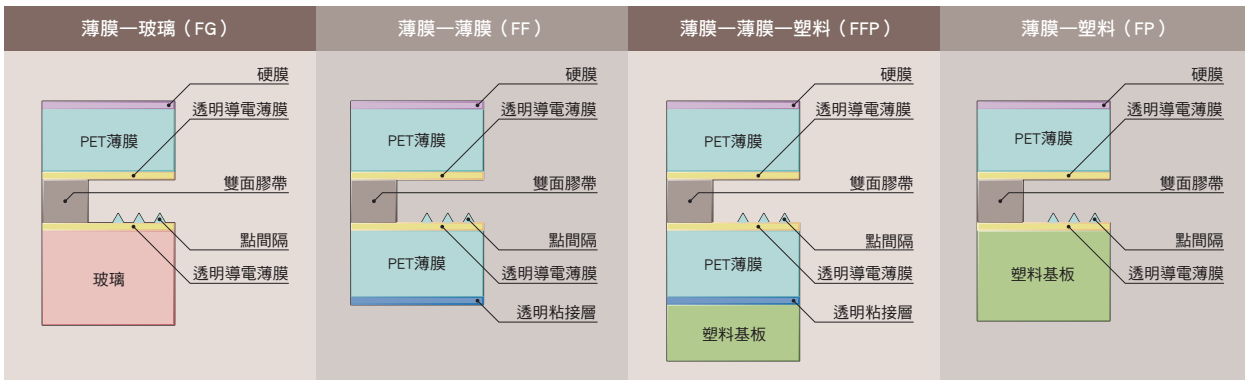 薄膜—玻璃（FG）
硬膜
透明導電薄膜
PET薄膜
雙面膠帶
點間隔
透明導電薄膜
玻璃
薄膜—薄膜（FF）
硬膜
透明導電薄膜
PET薄膜
雙面膠帶
點間隔
PET薄膜
透明導電薄膜
透明粘接層
薄膜—薄膜—塑料（FFP）
硬膜
透明導電薄膜
PET薄膜
雙面膠帶
點間隔
PET薄膜
透明導電薄膜
透明粘接層
塑料基板
薄膜—塑料（FP）
硬膜
透明導電薄膜
PET薄膜
雙面膠帶
點間隔
透明導電薄膜
塑料基板